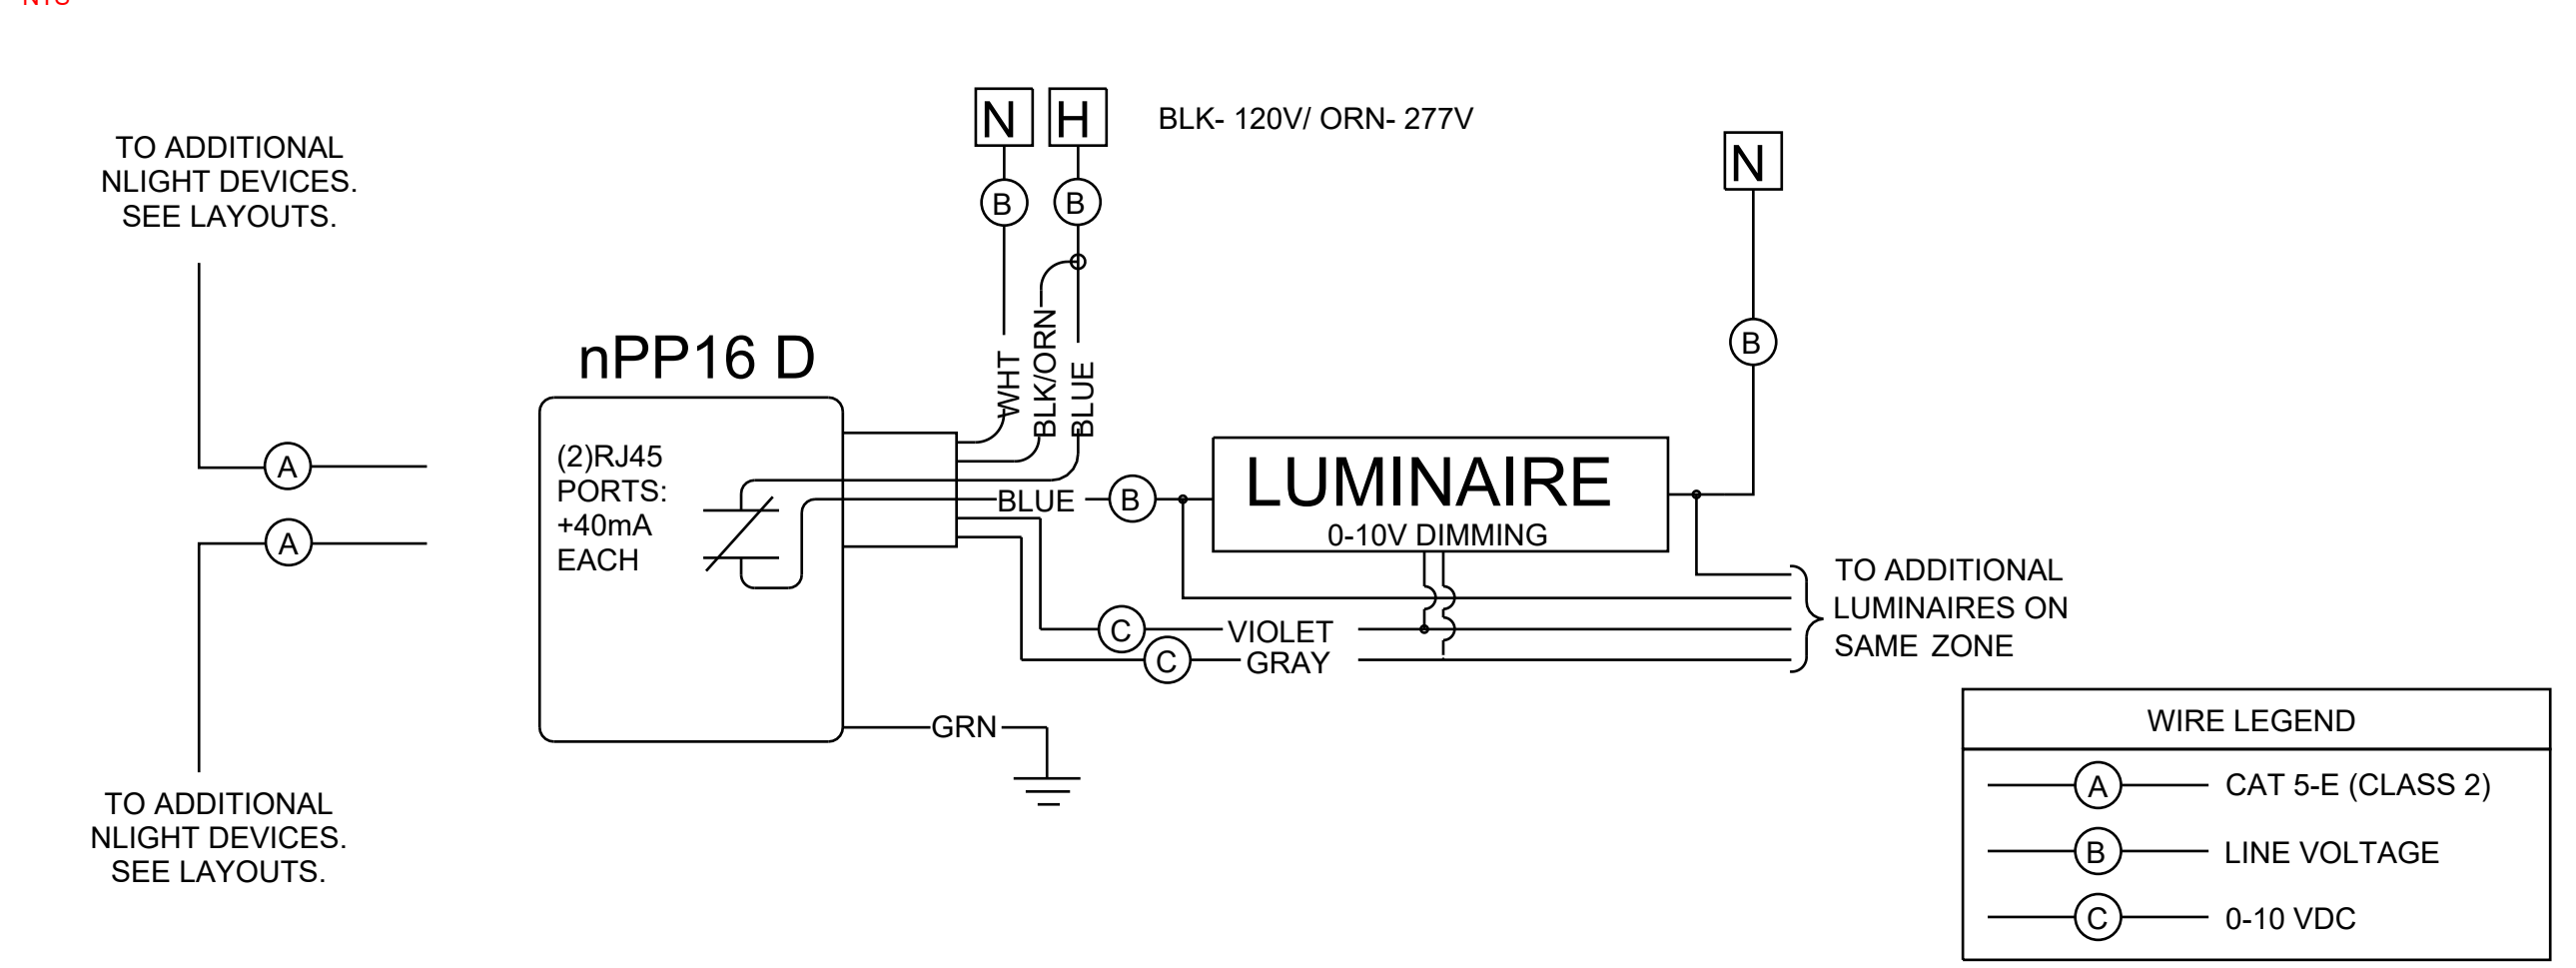 N
H
BLK- 120V/ ORN- 277V
N
TO ADDITIONAL
NLIGHT DEVICES.
SEE LAYOUTS.
B
B
B
WHT
BLK/ORN
BLUE
nPP16 D
(2)RJ45
PORTS:
+40mA
EACH
A
A
BLUE
B
LUMINAIRE
0-10V DIMMING
TO ADDITIONAL
LUMINAIRES ON
SAME ZONE
C
VIOLET
C
GRAY
GRN
TO ADDITIONAL
NLIGHT DEVICES.
SEE LAYOUTS.
WIRE LEGEND
A
CAT 5-E (CLASS 2)
B
LINE VOLTAGE
C
0-10 VDC